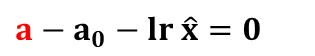 a − a₀ − lr x̂ = 0